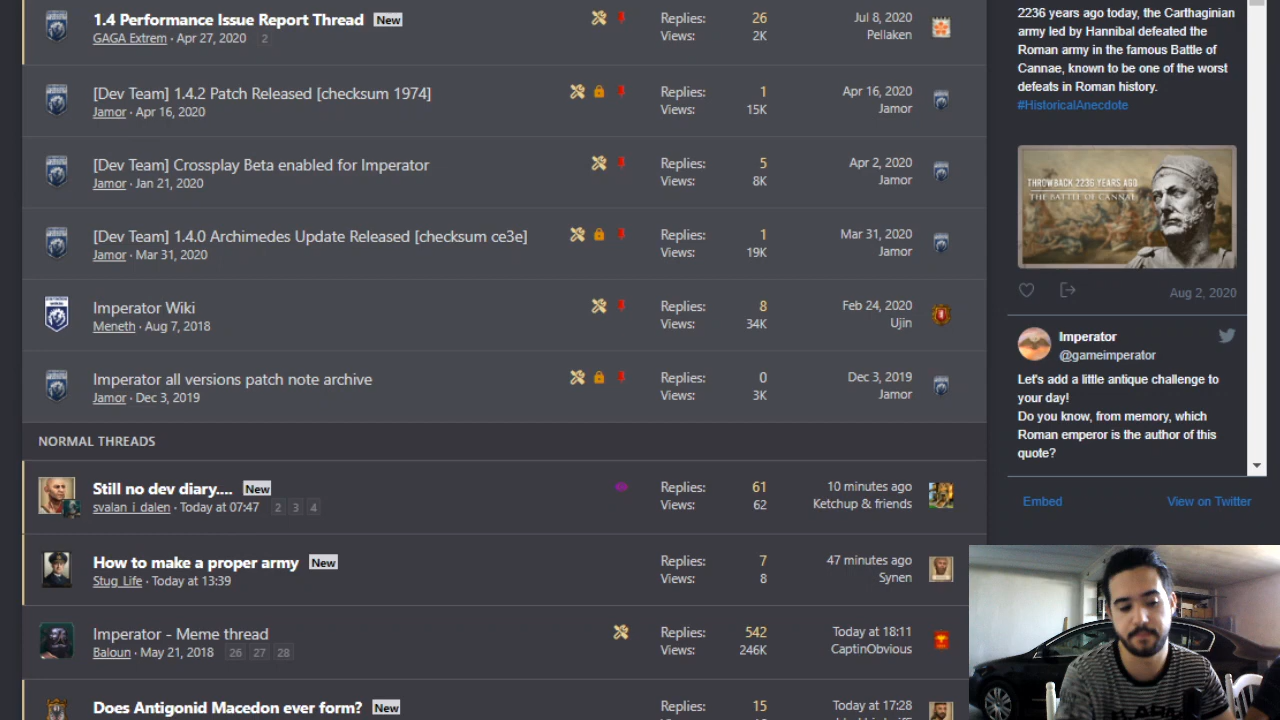 1.4 Performance Issue Report Thread New
GAGA Extrem · Apr 27, 2020 2
Replies: 26
Views: 2K
Jul 8, 2020
Pellaken
[Dev Team] 1.4.2 Patch Released [checksum 1974]
Jamor · Apr 16, 2020
Replies: 1
Views: 15K
Apr 16, 2020
Jamor
[Dev Team] Crossplay Beta enabled for Imperator
Jamor · Jan 21, 2020
Replies: 5
Views: 8K
Apr 2, 2020
Jamor
[Dev Team] 1.4.0 Archimedes Update Released [checksum ce3e]
Jamor · Mar 31, 2020
Replies: 1
Views: 19K
Mar 31, 2020
Jamor
Imperator Wiki
Meneth · Aug 7, 2018
Replies: 8
Views: 34K
Feb 24, 2020
Ujin
Imperator all versions patch note archive
Jamor · Dec 3, 2019
Replies: 0
Views: 3K
Dec 3, 2019
Jamor
NORMAL THREADS
Still no dev diary.... New
svalan_i_dalen · Today at 07:47 2 3 4
Replies: 61
Views: 62
10 minutes ago
Ketchup & friends
How to make a proper army New
Stug_Life · Today at 13:39
Replies: 7
Views: 8
47 minutes ago
Synen
Imperator - Meme thread
Baloun · May 21, 2018 26 27 28
Replies: 542
Views: 246K
Today at 18:11
CaptinObvious
Does Antigonid Macedon ever form? New
Replies: 15
Today at 17:28
2236 years ago today, the Carthaginian
army led by Hannibal defeated the
Roman army in the famous Battle of
Cannae, known to be one of the worst
defeats in Roman history.
#HistoricalAnecdote
THROWBACK 2236 YEARS AGO
THE BATTLE OF CANNAE
Aug 2, 2020
Imperator
@gameimperator
Let's add a little antique challenge to
your day!
Do you know, from memory, which
Roman emperor is the author of this
quote?
Embed View on Twitter